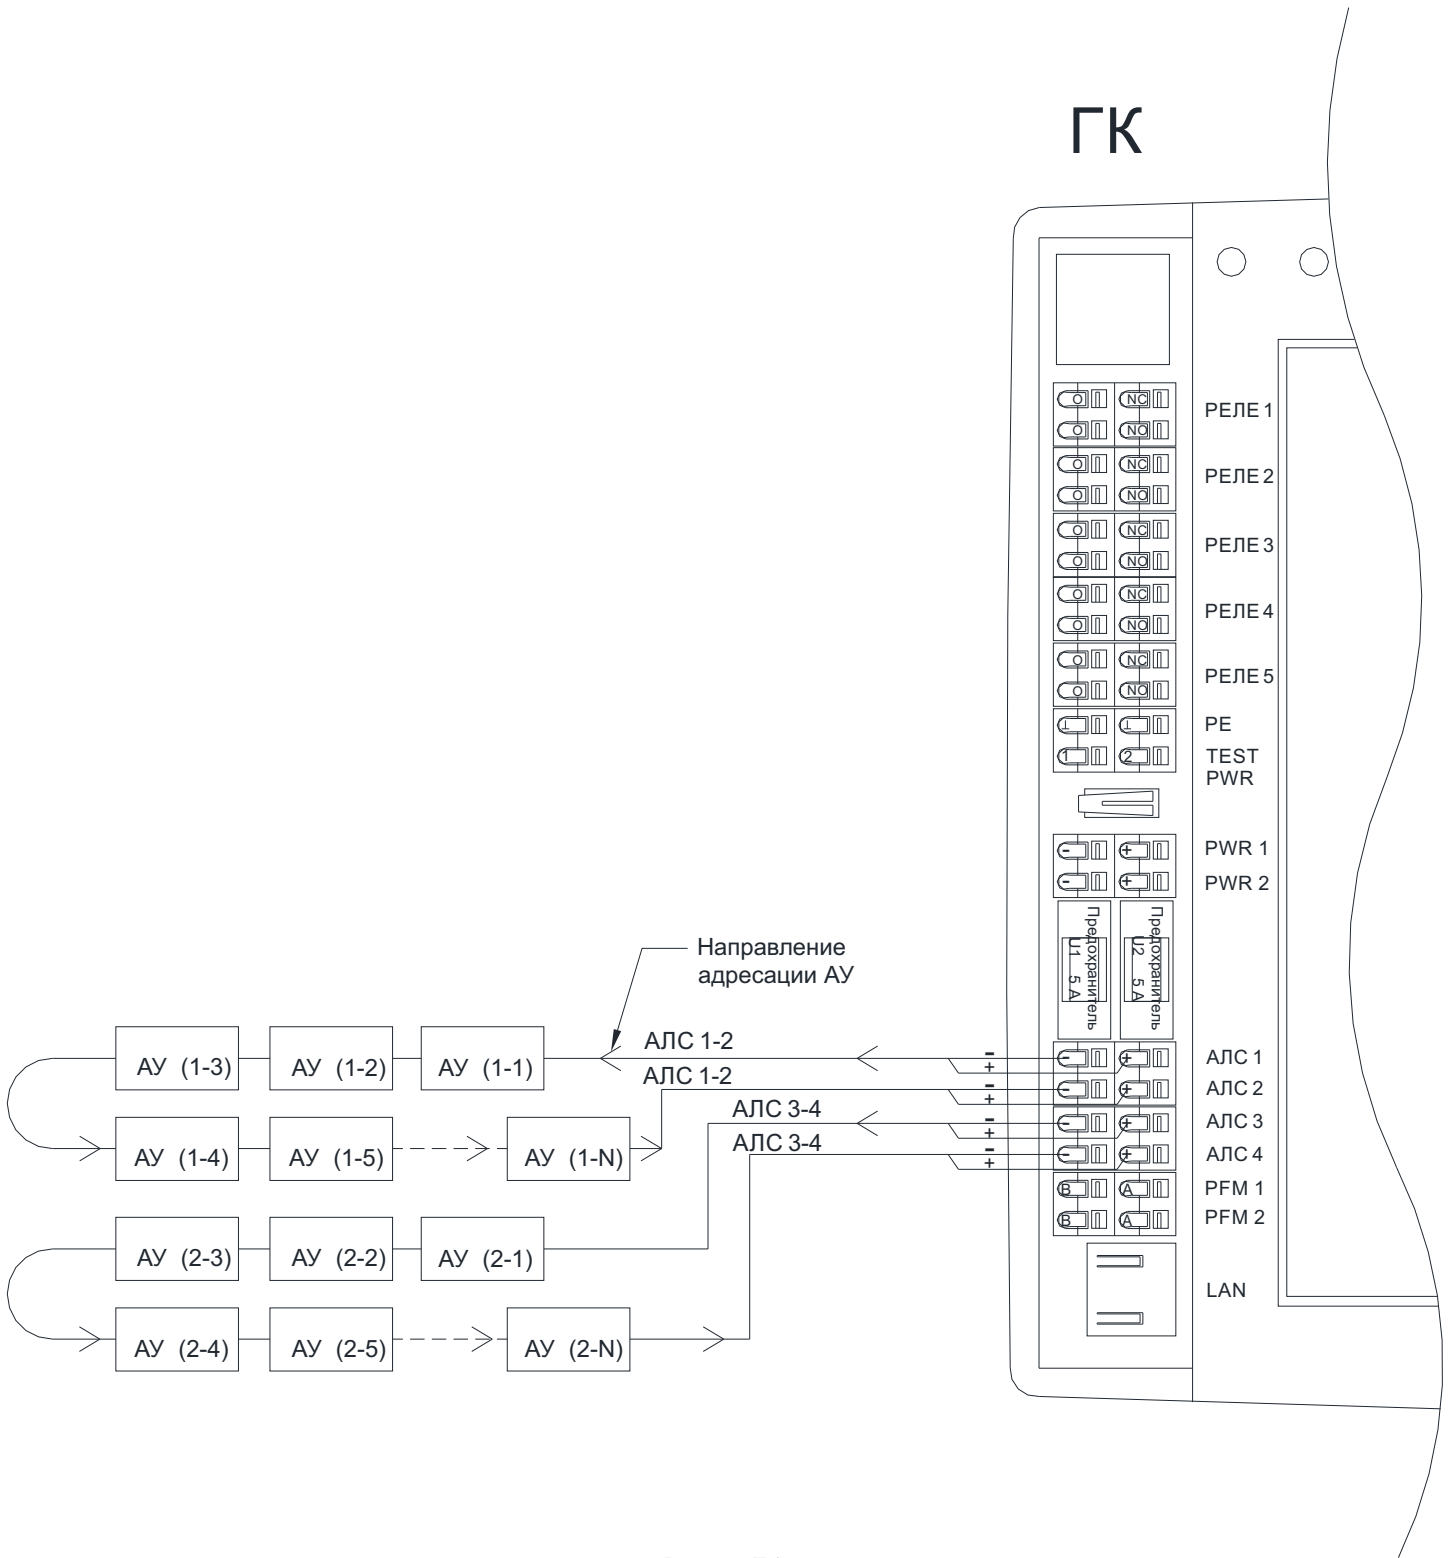 ГК
O NC РЕЛЕ 1
O NO
O NC РЕЛЕ 2
O NO
O NC РЕЛЕ 3
O NO
O NC РЕЛЕ 4
O NO
O NC РЕЛЕ 5
O NO
⊥ ⊥ PE
1 2 TEST
PWR
- + PWR 1
- + PWR 2
Предохранитель
U1 5 A
Предохранитель
U2 5 A
Направление
адресации АУ
АЛС 1-2
- + - + АЛС 1
АЛС 1-2
- + - + АЛС 2
АЛС 3-4
- + - + АЛС 3
АЛС 3-4
- + - + АЛС 4
B A PFM 1
B A PFM 2
LAN
АУ (1-3) АУ (1-2) АУ (1-1)
АУ (1-4) АУ (1-5) АУ (1-N)
АУ (2-3) АУ (2-2) АУ (2-1)
АУ (2-4) АУ (2-5) АУ (2-N)